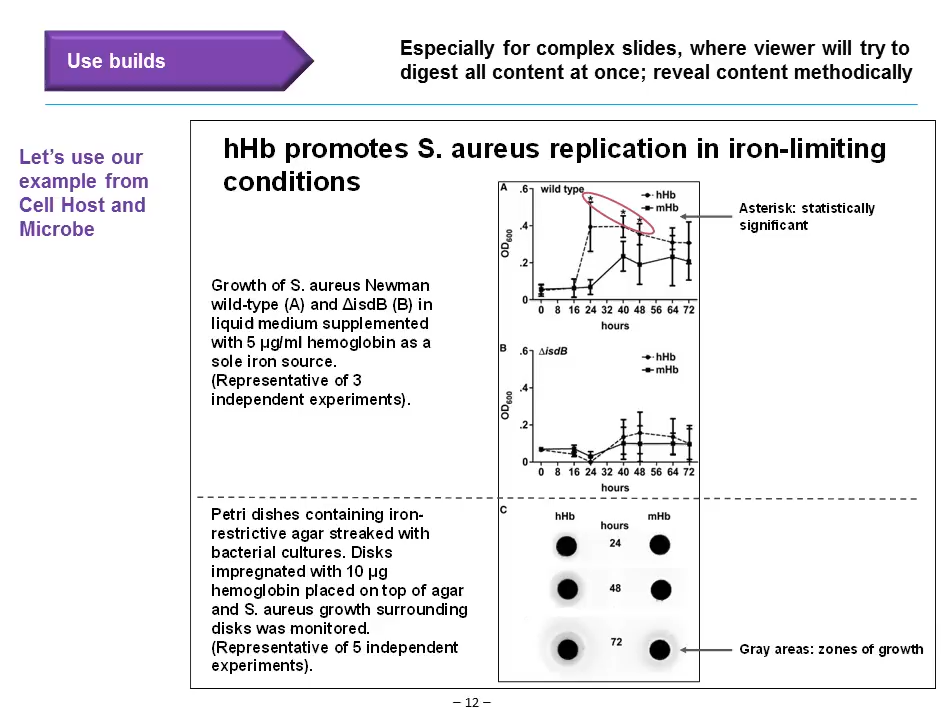 Use builds
Especially for complex slides, where viewer will try to
digest all content at once; reveal content methodically
Let’s use our
example from
Cell Host and
Microbe
hHb promotes S. aureus replication in iron-limiting
conditions
Growth of S. aureus Newman
wild-type (A) and ΔisdB (B) in
liquid medium supplemented
with 5 µg/ml hemoglobin as a
sole iron source.
(Representative of 3
independent experiments).
A
wild type
hHb
mHb
* * *
OD600
.6
.4
.2
0
0 8 16 24 32 40 48 56 64 72
hours
Asterisk: statistically
significant
B
ΔisdB
hHb
mHb
OD600
.6
.4
.2
0
0 8 16 24 32 40 48 56 64 72
hours
Petri dishes containing iron-
restrictive agar streaked with
bacterial cultures. Disks
impregnated with 10 µg
hemoglobin placed on top of agar
and S. aureus growth surrounding
disks was monitored.
(Representative of 5 independent
experiments).
C
hHb hours mHb
24
48
72
Gray areas: zones of growth
– 12 –